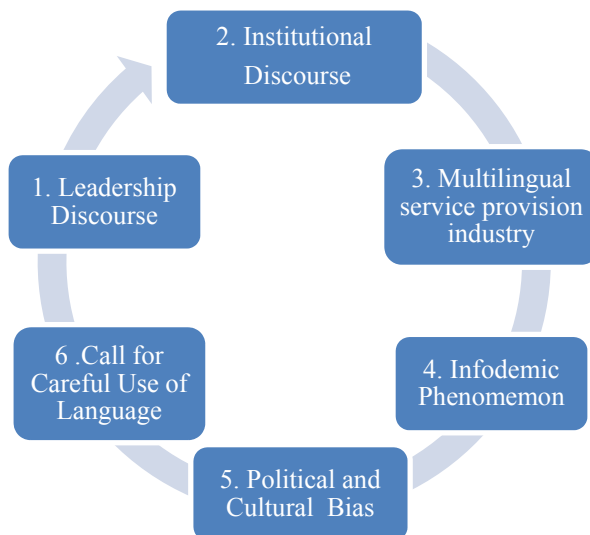 2. Institutional
Discourse
1. Leadership
Discourse
3. Multilingual
service provision
industry
6 .Call for
Careful Use of
Language
4. Infodemic
Phenomemon
5. Political and
Cultural Bias